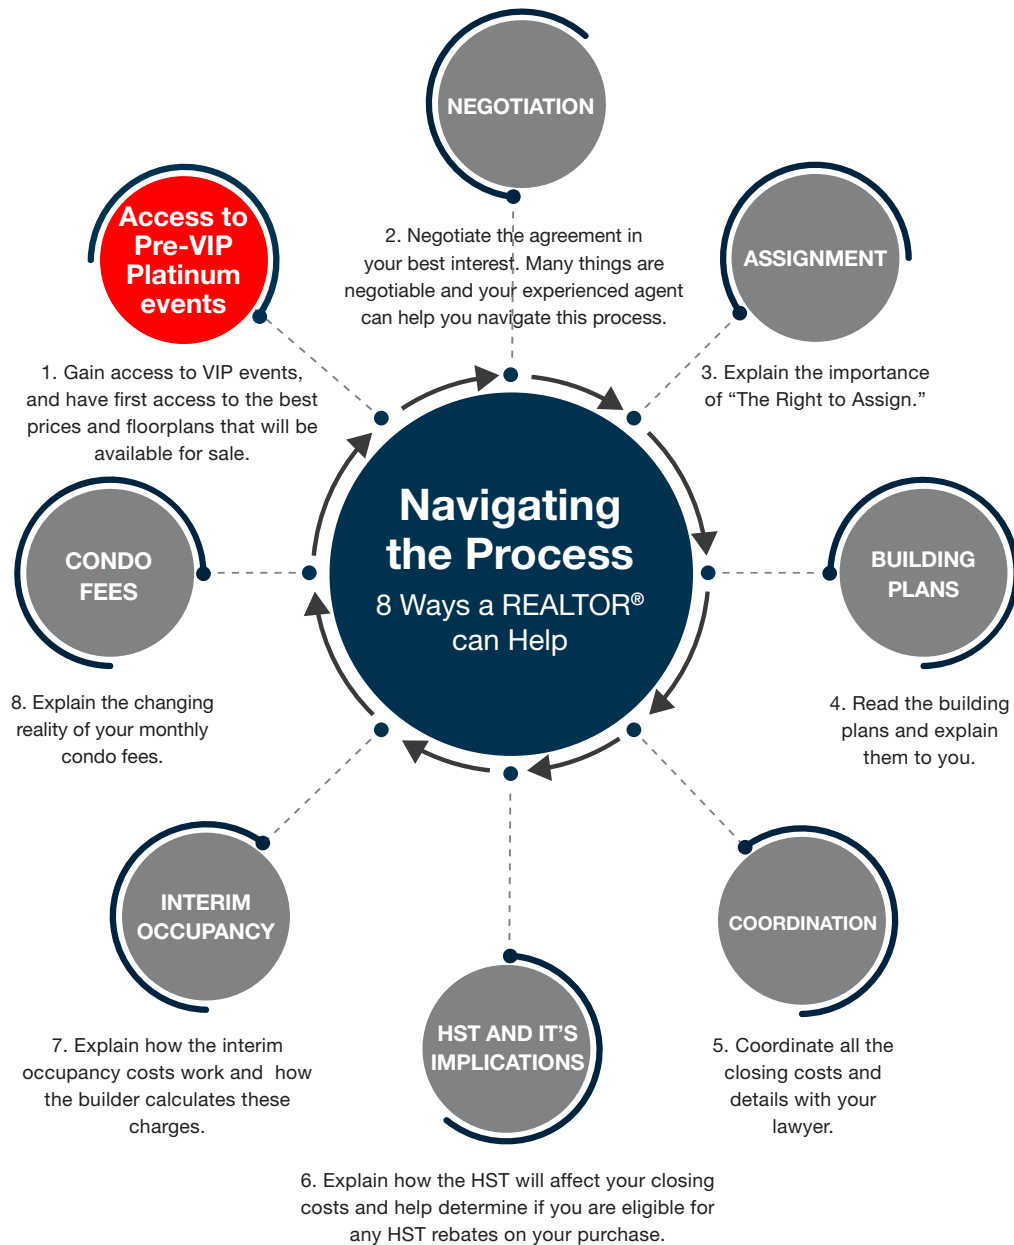 Navigating
the Process
8 Ways a REALTOR®
can Help
Access to
Pre-VIP
Platinum
events
1. Gain access to VIP events,
and have first access to the best
prices and floorplans that will be
available for sale.
NEGOTIATION
2. Negotiate the agreement in
your best interest. Many things are
negotiable and your experienced agent
can help you navigate this process.
ASSIGNMENT
3. Explain the importance
of “The Right to Assign.”
BUILDING
PLANS
4. Read the building
plans and explain
them to you.
COORDINATION
5. Coordinate all the
closing costs and
details with your
lawyer.
HST AND IT’S
IMPLICATIONS
6. Explain how the HST will affect your closing
costs and help determine if you are eligible for
any HST rebates on your purchase.
INTERIM
OCCUPANCY
7. Explain how the interim
occupancy costs work and  how
the builder calculates these
charges.
CONDO
FEES
8. Explain the changing
reality of your monthly
condo fees.